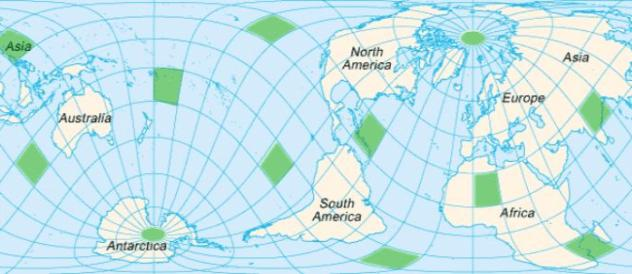 Asia
North
America
Asia
Europe
Australia
South
America
Africa
Antarctica